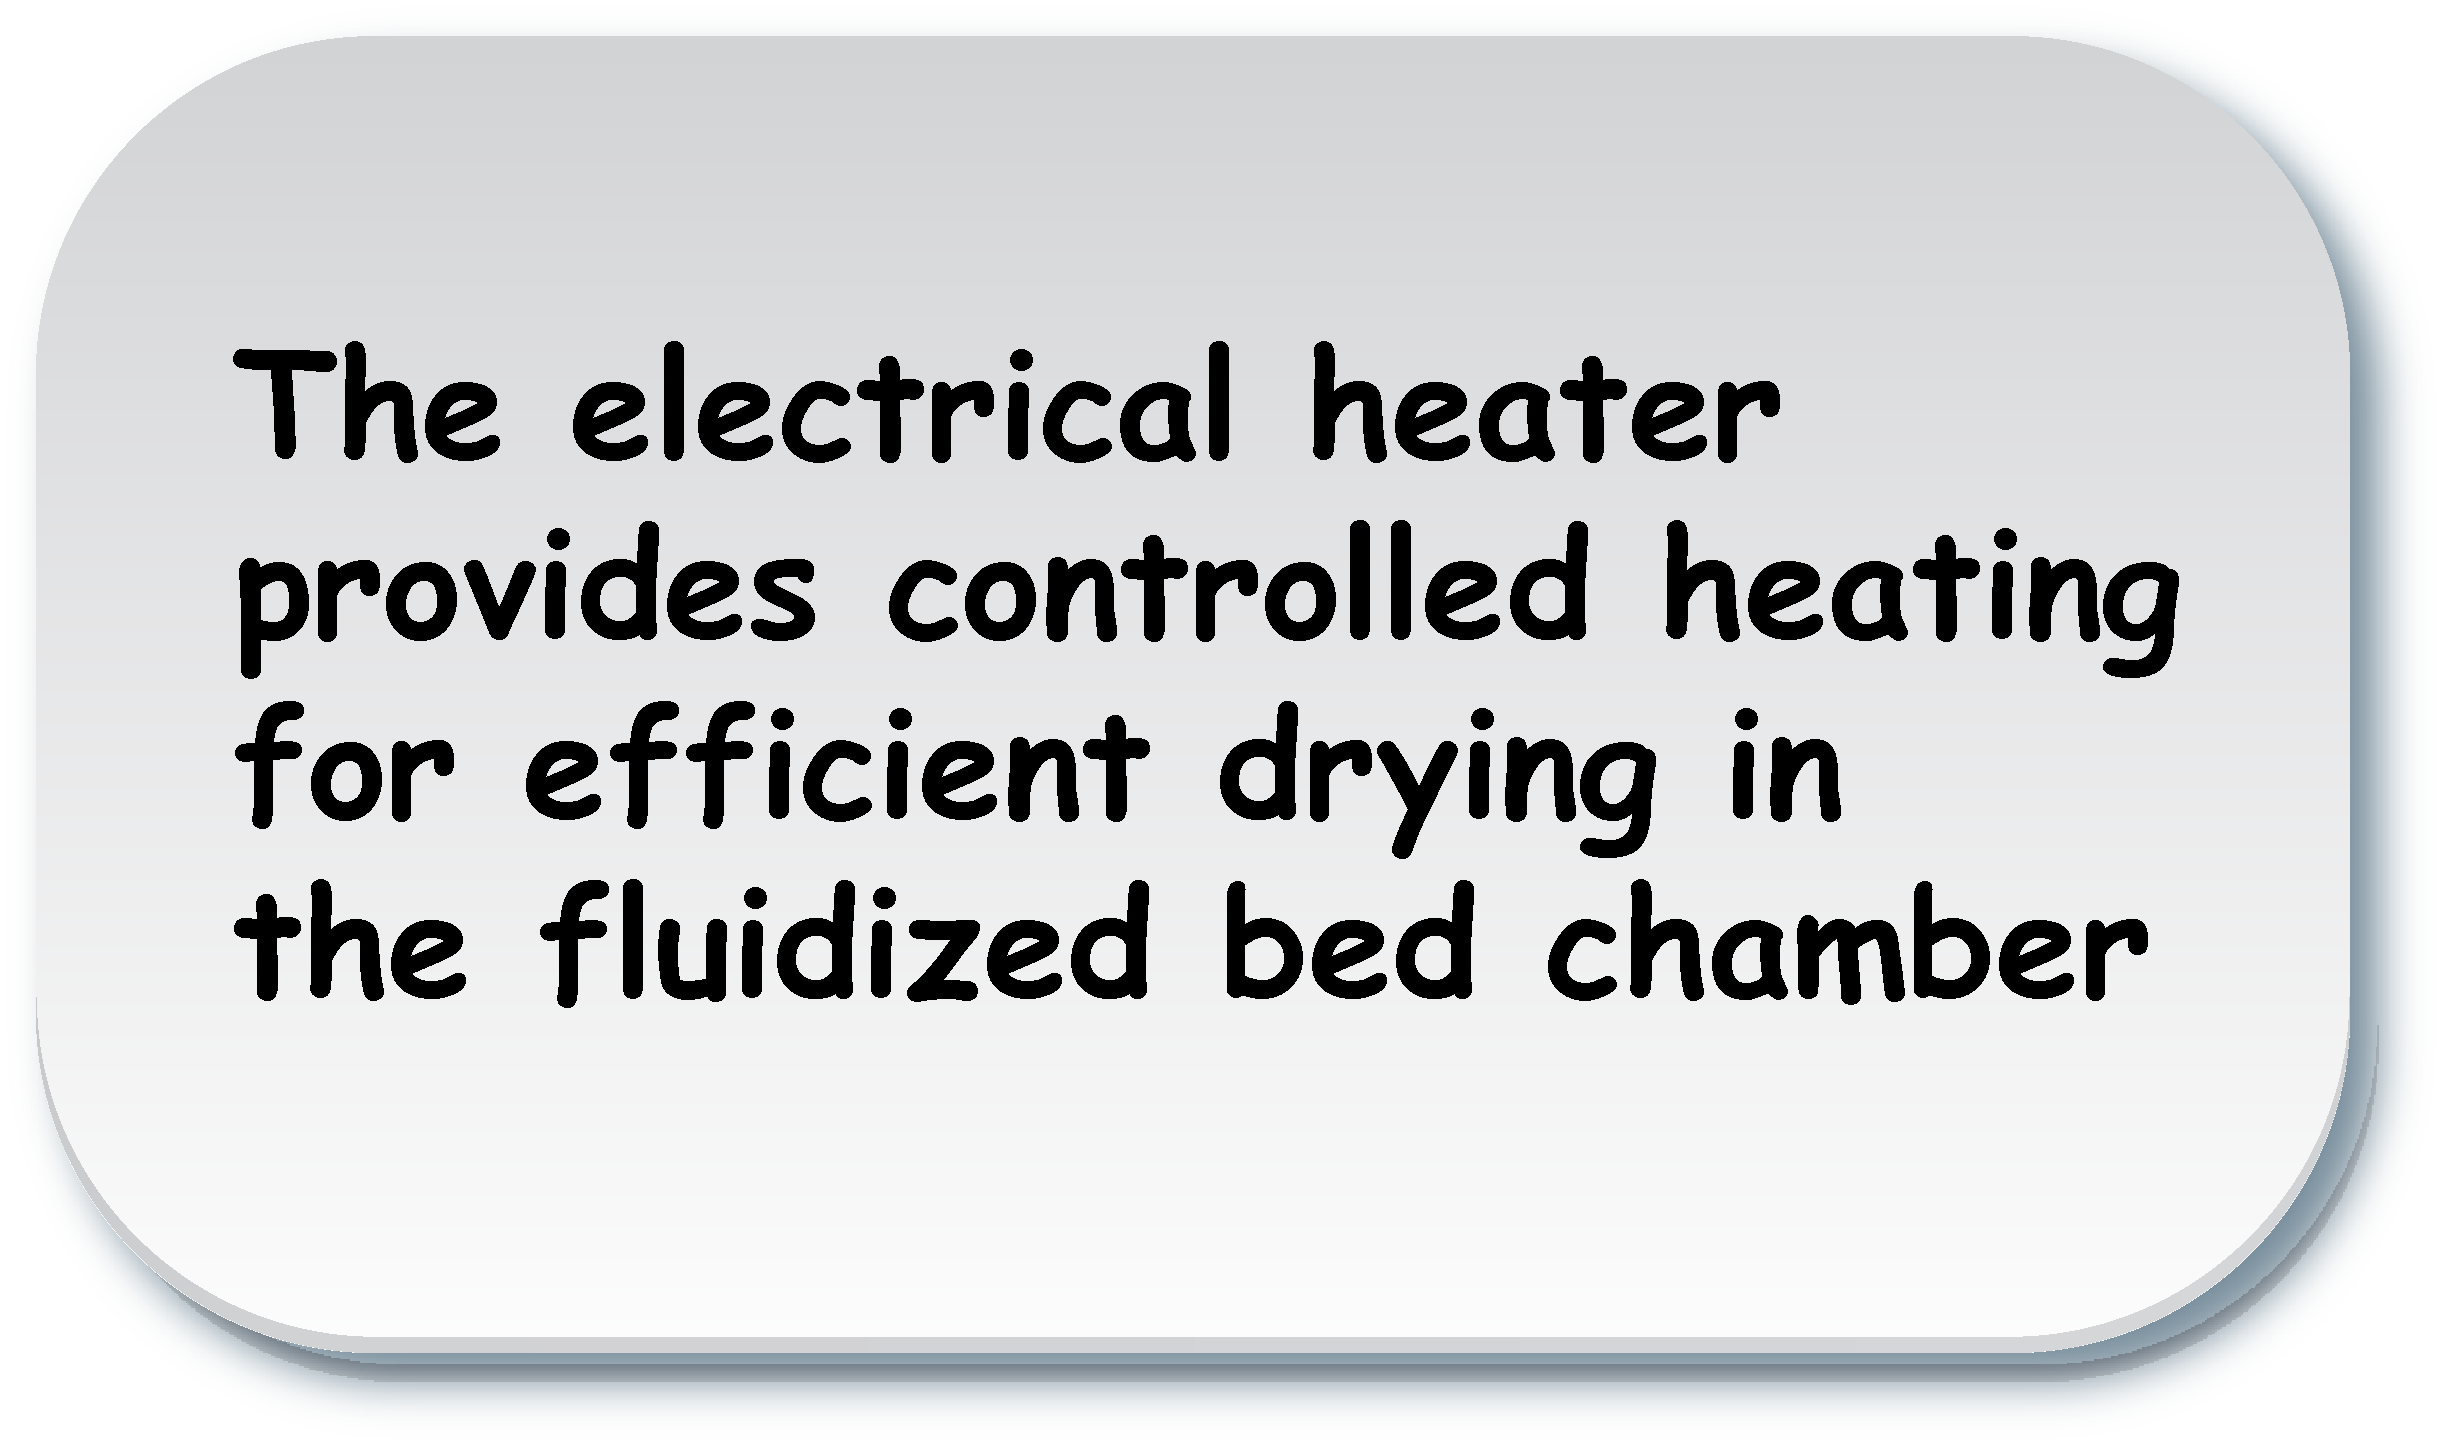 The electrical heater
provides controlled heating
for efficient drying in
the fluidized bed chamber